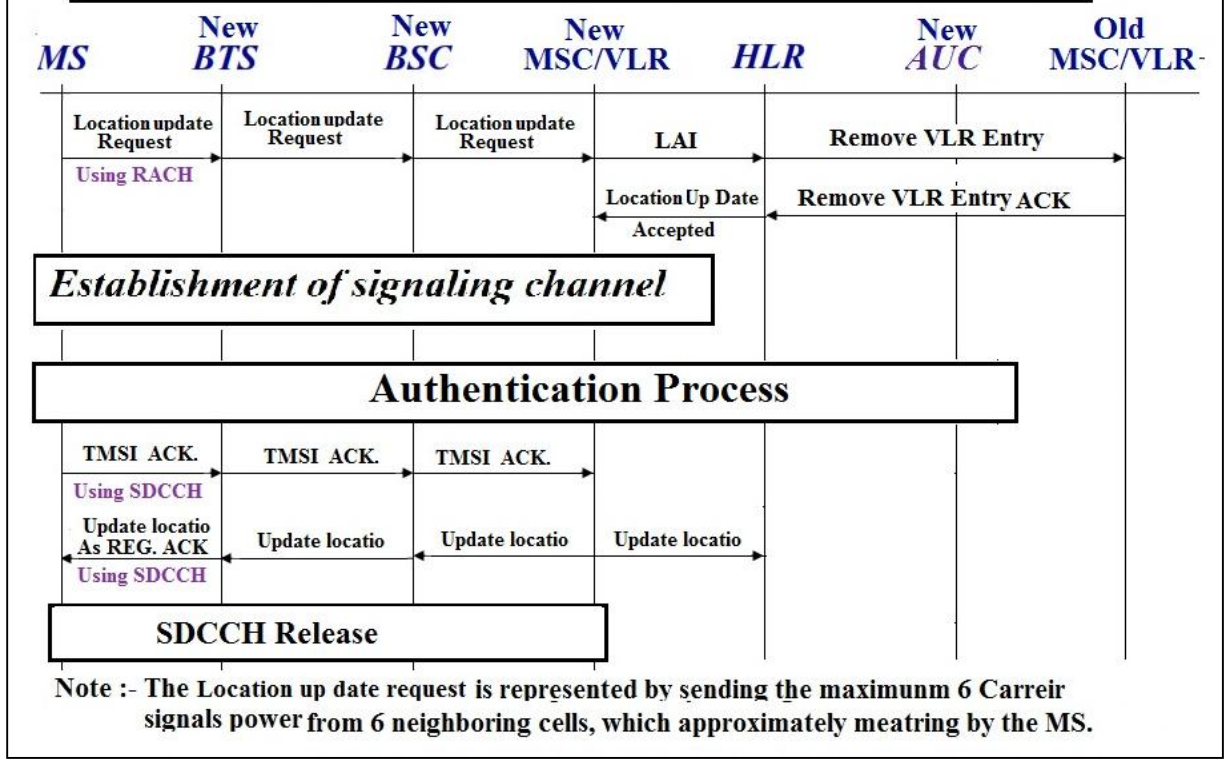 New New New New Old
MS BTS BSC MSC/VLR HLR AUC MSC/VLR-
Location update Location update Location update
Request Request Request LAI Remove VLR Entry
Using RACH
Location Up Date Remove VLR Entry ACK
Accepted
Establishment of signaling channel
Authentication Process
TMSI ACK. TMSI ACK. TMSI ACK.
Using SDCCH
Update locatio
As REG. ACK Update locatio Update locatio Update locatio
Using SDCCH
SDCCH Release
Note :- The Location up date request is represented by sending the maximunm 6 Carreir
signals power from 6 neighboring cells, which approximately meatring by the MS.